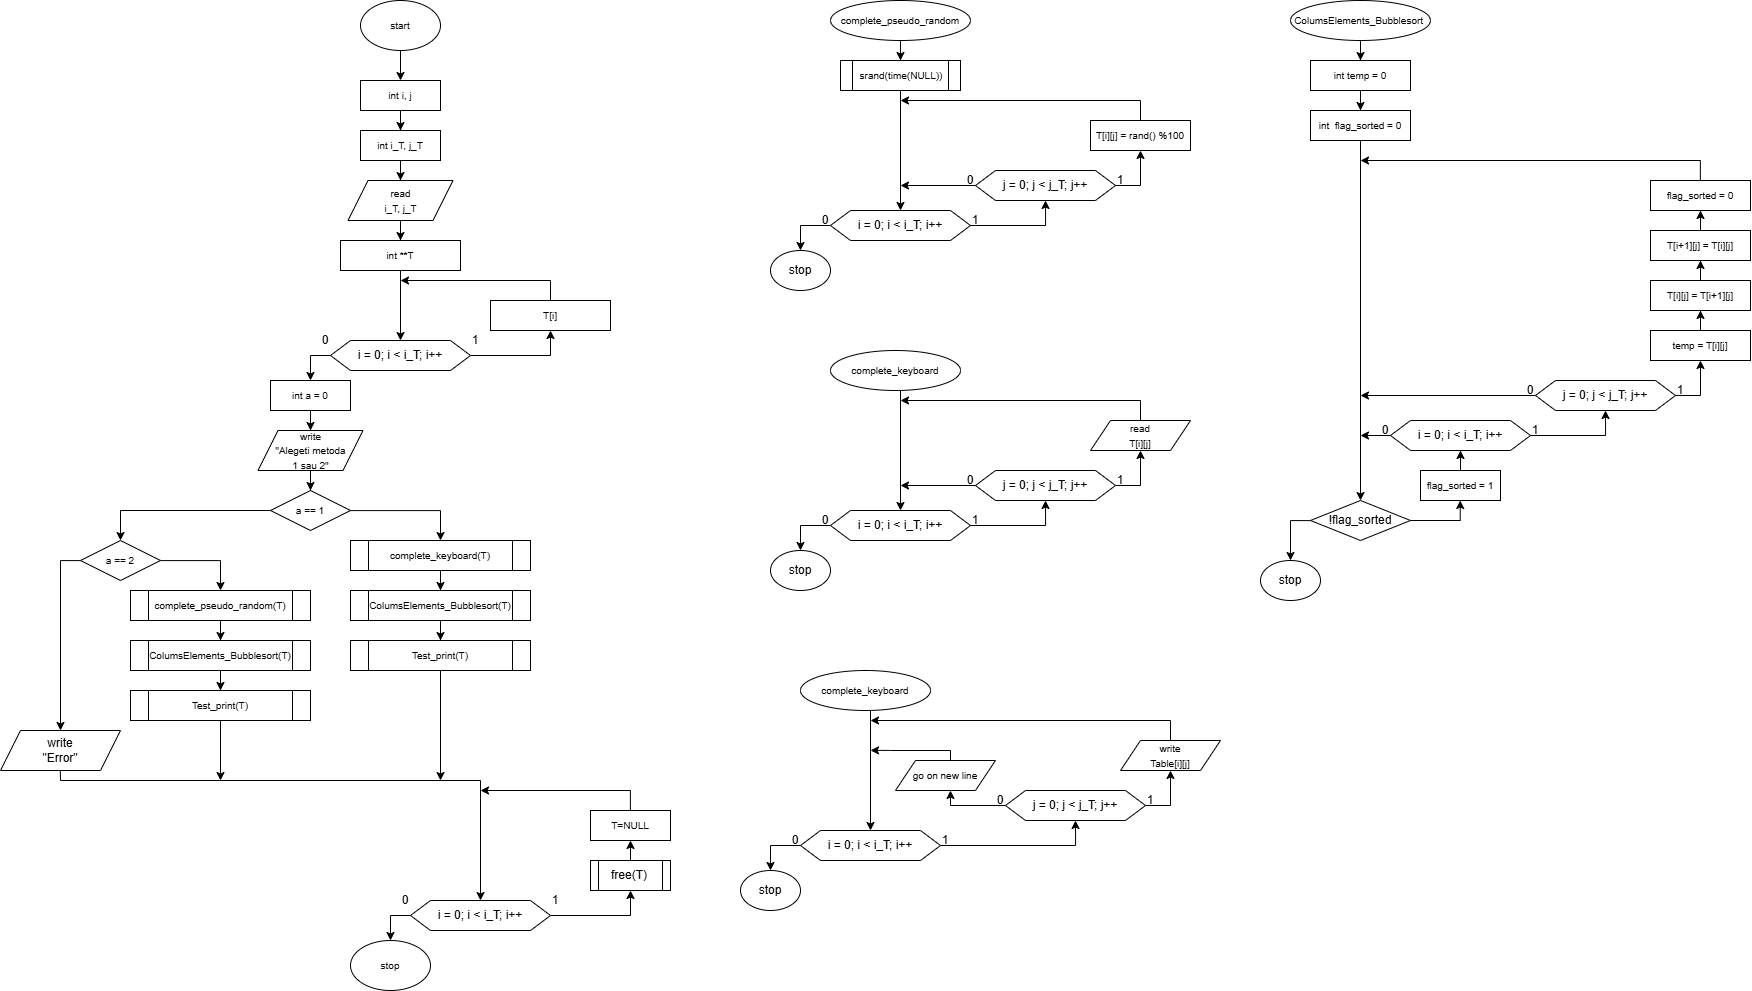 start
int i, j
int i_T, j_T
read
i_T, j_T
int **T
T[i]
0
1
i = 0; i < i_T; i++
int a = 0
write
"Alegeti metoda
1 sau 2"
a == 1
a == 2
complete_keyboard(T)
complete_pseudo_random(T)
ColumsElements_Bubblesort(T)
ColumsElements_Bubblesort(T)
Test_print(T)
Test_print(T)
write
"Error"
T=NULL
free(T)
0
1
i = 0; i < i_T; i++
stop
complete_pseudo_random
srand(time(NULL))
T[i][j] = rand() %100
0
j = 0; j < j_T; j++
1
0
i = 0; i < i_T; i++
1
stop
complete_keyboard
read
T[i][j]
0
j = 0; j < j_T; j++
1
0
i = 0; i < i_T; i++
1
stop
complete_keyboard
write
Table[i][j]
go on new line
0
j = 0; j < j_T; j++
1
0
i = 0; i < i_T; i++
1
stop
ColumsElements_Bubblesort
int temp = 0
int flag_sorted = 0
flag_sorted = 0
T[i+1][j] = T[i][j]
T[i][j] = T[i+1][j]
temp = T[i][j]
0
j = 0; j < j_T; j++
1
0
i = 0; i < i_T; i++
1
flag_sorted = 1
!flag_sorted
stop